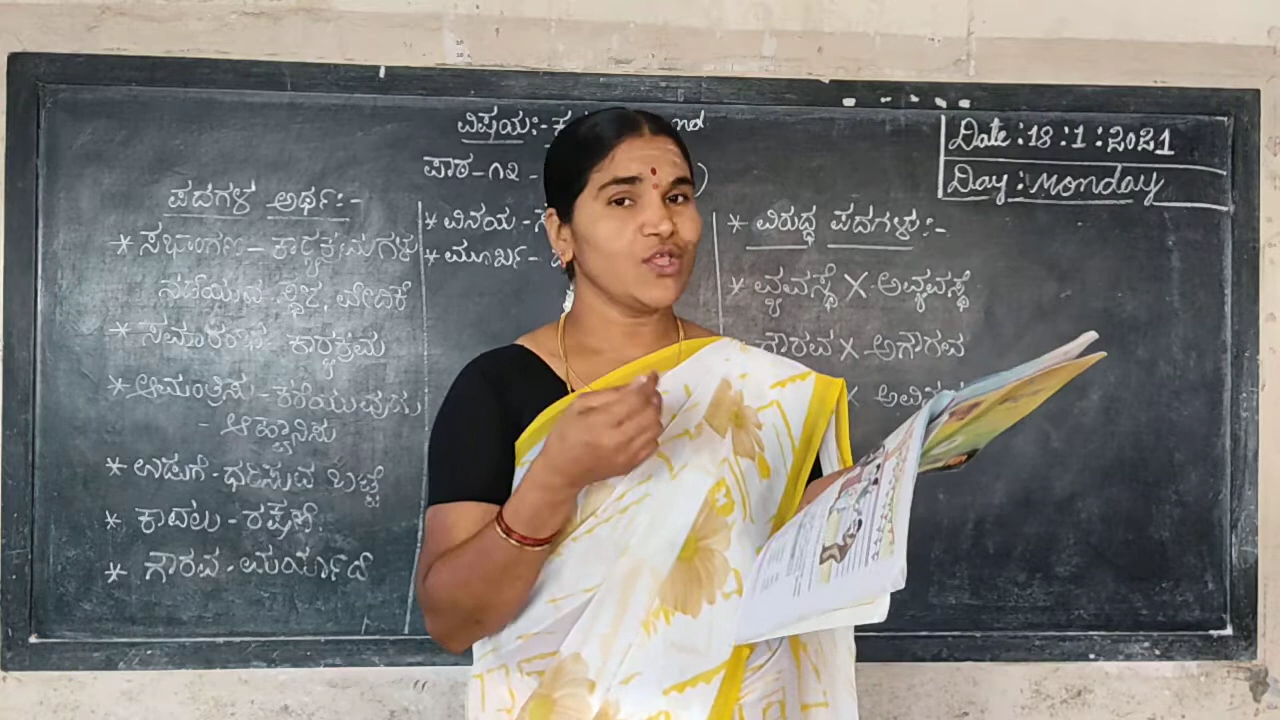 ವಿಷಯ:-
ಪಾಠ-೧೨ -
Date : 18 : 1 : 2021
Day : Monday
ಪದಗಳ ಅರ್ಥ:-
* ಸಭಾಂಗಣ - ಕಾರ್ಯಕ್ರಮಗಳು
ನಡೆಯುವ ಸ್ಥಳ, ವೇದಿಕೆ
* ಸಮಾರಂಭ - ಕಾರ್ಯಕ್ರಮ
* ಆಮಂತ್ರಿಸು - ಕರೆಯುವುದು
- ಆಹ್ವಾನಿಸು
* ಉಡುಗೆ - ಧರಿಸುವ ಬಟ್ಟೆ
* ಕಾವಲು - ರಕ್ಷಣೆ
* ಗೌರವ - ಮರ್ಯಾದೆ
* ವಿನಯ -
* ಮೂರ್ಖ -
* ವಿರುದ್ಧ ಪದಗಳು:-
* ವ್ಯವಸ್ಥೆ X ಅವ್ಯವಸ್ಥೆ
ಗೌರವ X ಅಗೌರವ
X